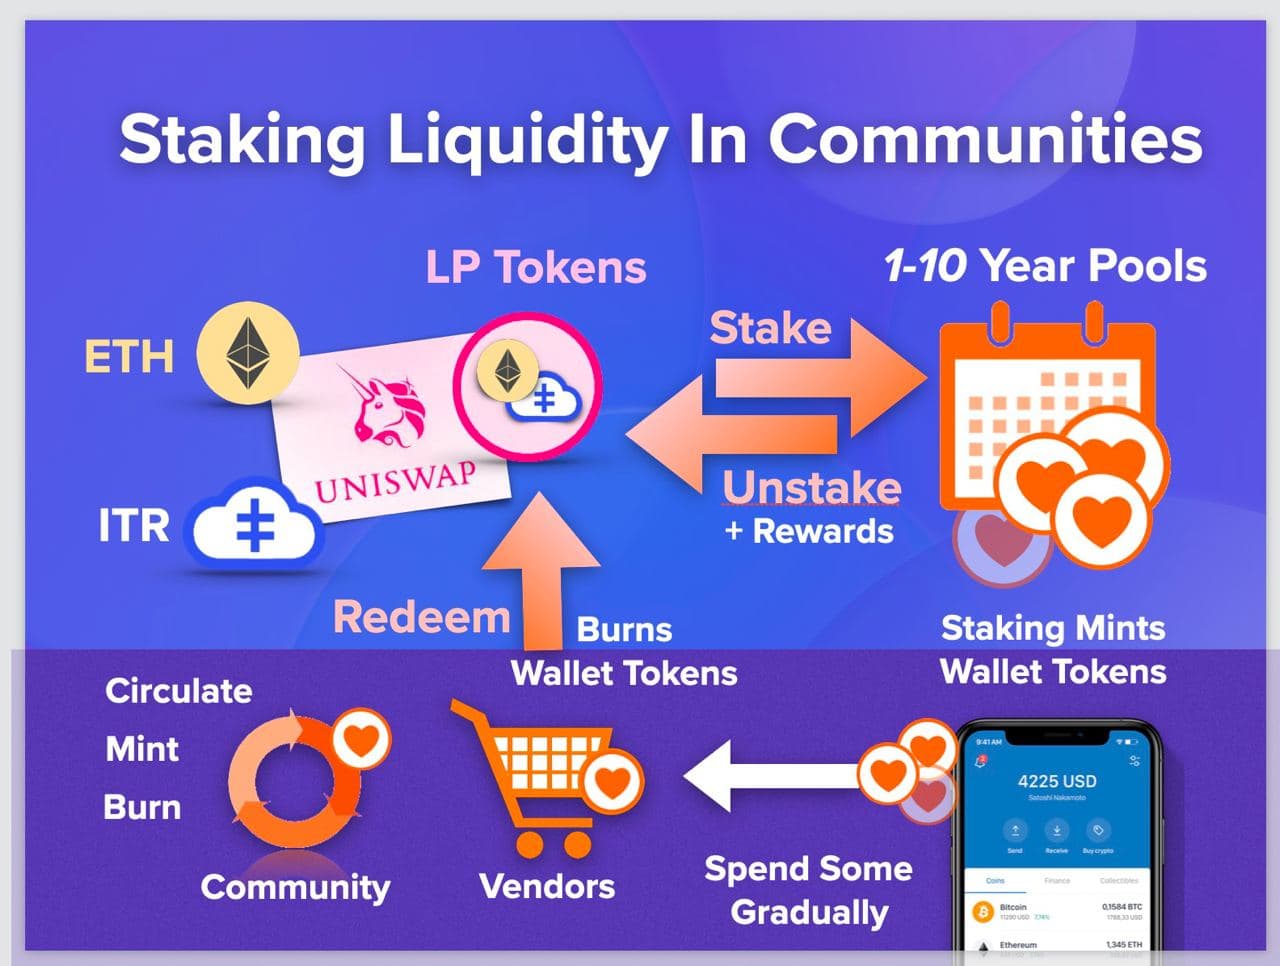 Staking Liquidity In Communities
LP Tokens
1-10 Year Pools
ETH
Stake
UNISWAP
Unstake
+ Rewards
ITR
Redeem
Burns
Wallet Tokens
Staking Mints
Wallet Tokens
Circulate
Mint
Burn
Community
Vendors
Spend Some
Gradually
9:41 AM
2
4225 USD
Satoshi Nakamoto
Send Receive Buy crypto
Coins Finance Collectibles
Bitcoin 0,1584 BTC
11290 USD 7,74% 1788,33 USD
Ethereum 1,345 ETH